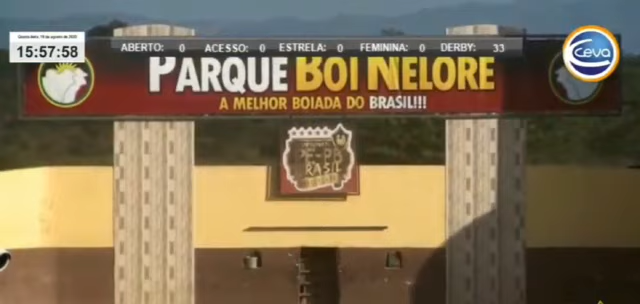 15:57:58
ABERTO: 0 ACESSO: 0 ESTRELA: 0 FEMININA: 0 DERBY: 33
Ceva
PARQUE BOI NELORE
A MELHOR BOIADA DO BRASIL!!!